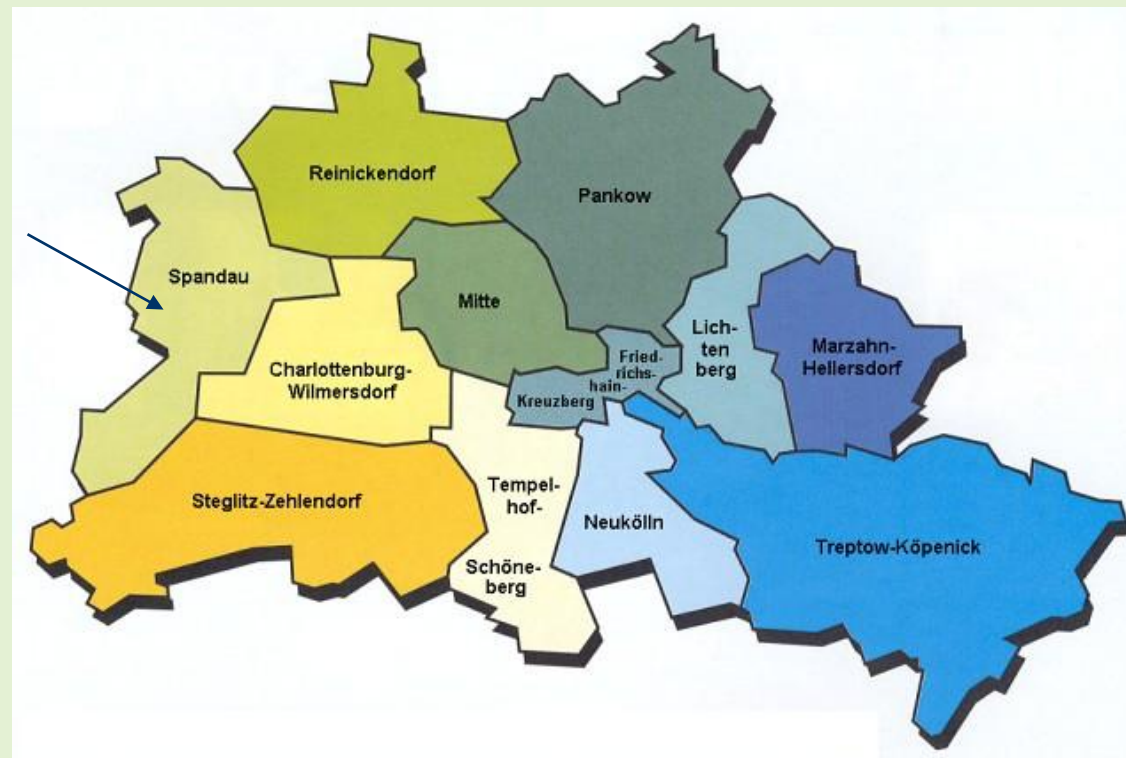 Reinickendorf
Pankow
Spandau
Mitte
Lich-
ten
berg
Marzahn-
Hellersdorf
Charlottenburg-
Wilmersdorf
Fried-
richs-
hain-
Kreuzberg
Steglitz-Zehlendorf
Tempel-
hof-
Schöne-
berg
Neukölln
Treptow-Köpenick